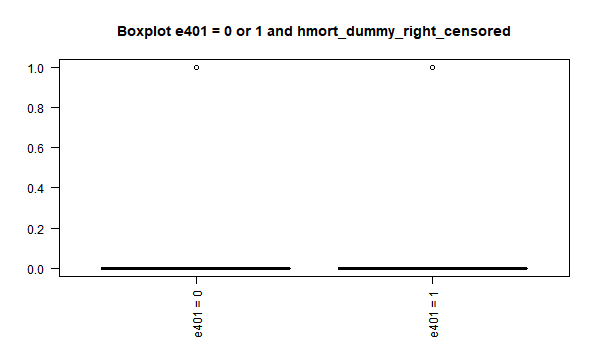 Boxplot e401 = 0 or 1 and hmort_dummy_right_censored
1.0
0.8
0.6
0.4
0.2
0.0
e401 = 0
e401 = 1